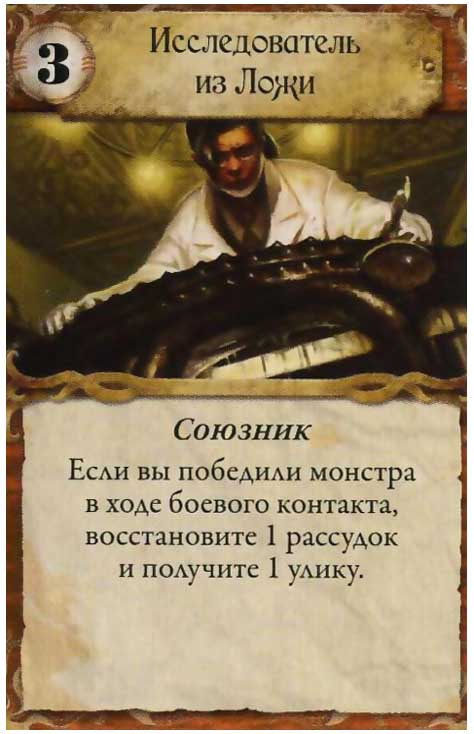 3
Исследователь
из Ложи
Союзник
Если вы победили монстра
в ходе боевого контакта,
восстановите 1 рассудок
и получите 1 улику.